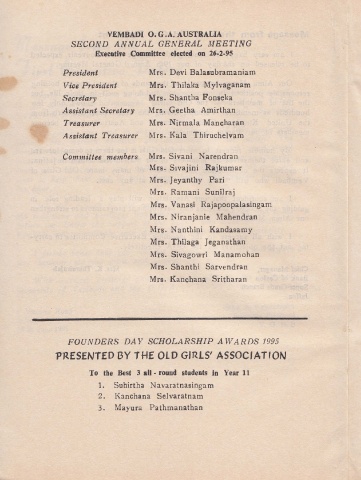 VEMBADI O.G.A. AUSTRALIA
SECOND ANNUAL GENERAL MEETING
Executive Committee elected on 26-2-95
President Mrs. Devi Balasubramaniam
Vice President Mrs. Thilaka Mylvaganam
Secretary Mrs. Shantha Fonseka
Assistant Secretary Mrs. Geetha Amirthan
Treasurer Mrs. Nirmala Mancharan
Assistant Treasurer Mrs. Kala Thiruchelvam
Committee members Mrs. Sivani Narendran
Mrs. Sivajini Rajkumar
Mrs. Jeyanthy Pari
Mrs. Ramani Sunilraj
Mrs. Vanasi Rajapoopalasingam
Mrs. Niranjanie Mahendran
Mrs. Nanthini Kandasamy
Mrs. Thilaga Jeganathan
Mrs. Sivagowri Manamohan
Mrs. Shanthi Sarvendran
Mrs. Kanchana Sritharan
FOUNDERS DAY SCHOLARSHIP AWARDS 1995
PRESENTED BY THE OLD GIRLS' ASSOCIATION
To the Best 3 all-round students in Year 11
1. Subirtha Navaratnasingam
2. Kanchana Selvaratnam
3. Mayura Pathmanathan